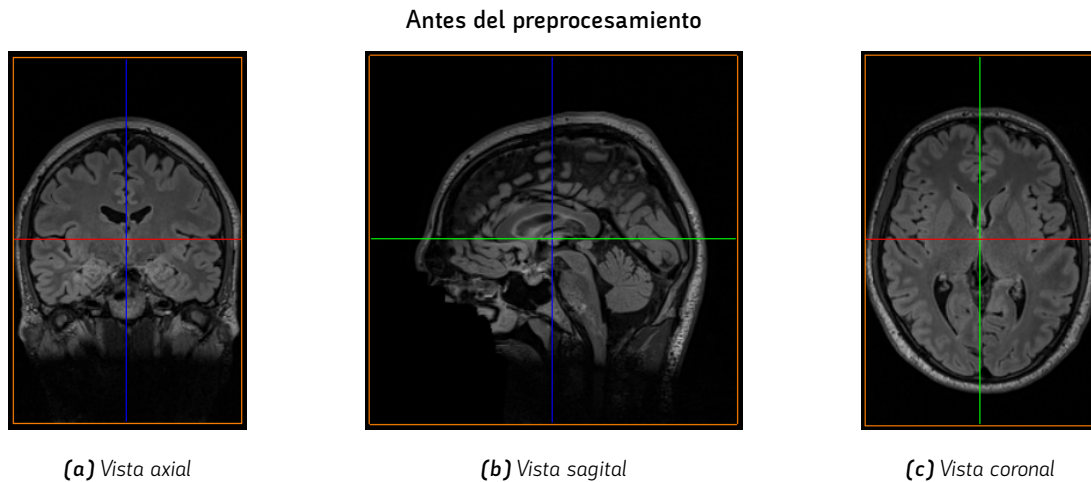 Antes del preprocesamiento
(a) Vista axial
(b) Vista sagital
(c) Vista coronal